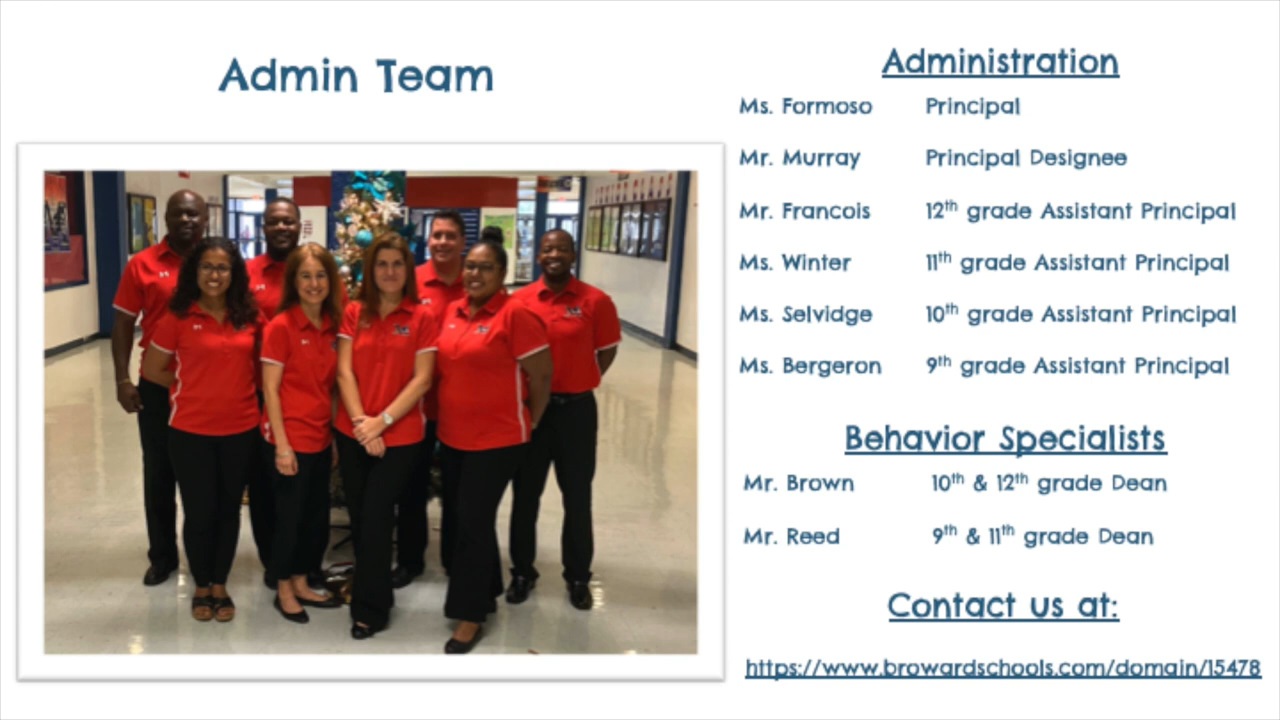 Admin Team
Administration
Ms. Formoso Principal
Mr. Murray Principal Designee
Mr. Francois 12th grade Assistant Principal
Ms. Winter 11th grade Assistant Principal
Ms. Selvidge 10th grade Assistant Principal
Ms. Bergeron 9th grade Assistant Principal
Behavior Specialists
Mr. Brown 10th & 12th grade Dean
Mr. Reed 9th & 11th grade Dean
Contact us at:
https://www.browardschools.com/domain/15478